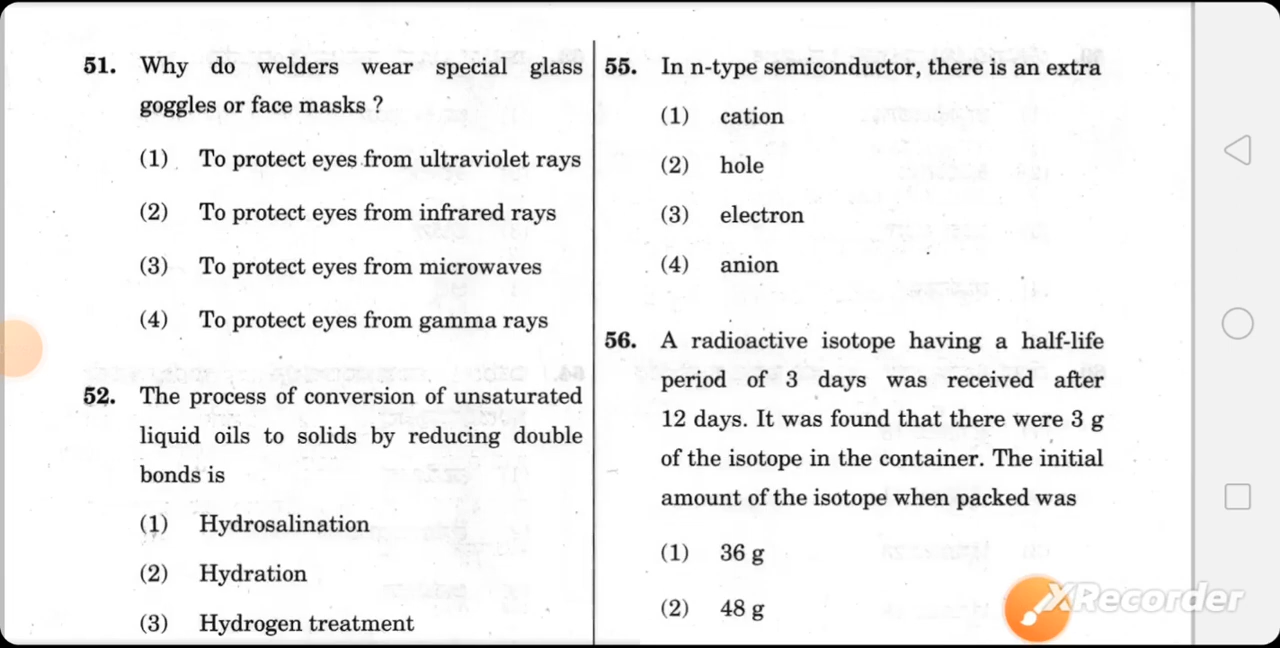 51. Why do welders wear special glass
goggles or face masks ?
(1) To protect eyes from ultraviolet rays
(2) To protect eyes from infrared rays
(3) To protect eyes from microwaves
(4) To protect eyes from gamma rays
52. The process of conversion of unsaturated
liquid oils to solids by reducing double
bonds is
(1) Hydrosalination
(2) Hydration
(3) Hydrogen treatment
55. In n-type semiconductor, there is an extra
(1) cation
(2) hole
(3) electron
(4) anion
56. A radioactive isotope having a half-life
period of 3 days was received after
12 days. It was found that there were 3 g
of the isotope in the container. The initial
amount of the isotope when packed was
(1) 36 g
(2) 48 g
XRecorder